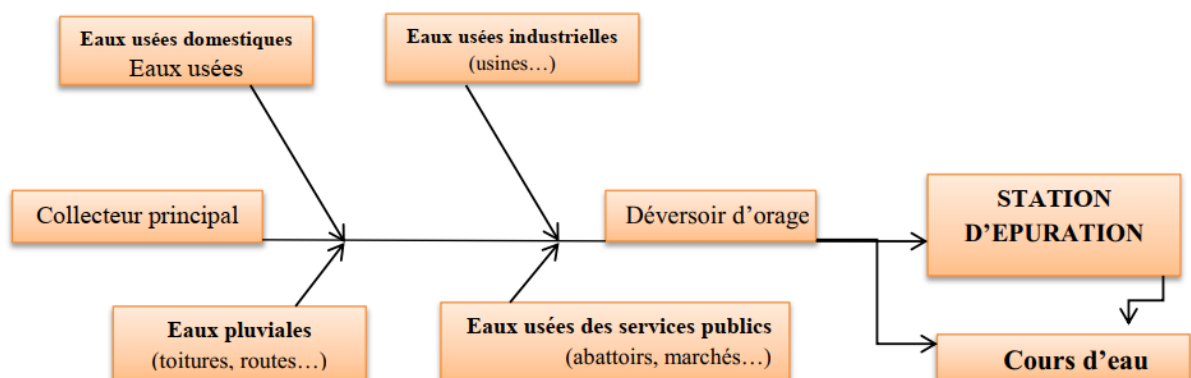 Eaux usées domestiques
Eaux usées
Eaux usées industrielles
(usines…)
Collecteur principal
Déversoir d’orage
STATION
D’EPURATION
Eaux pluviales
(toitures, routes…)
Eaux usées des services publics
(abattoirs, marchés…)
Cours d’eau